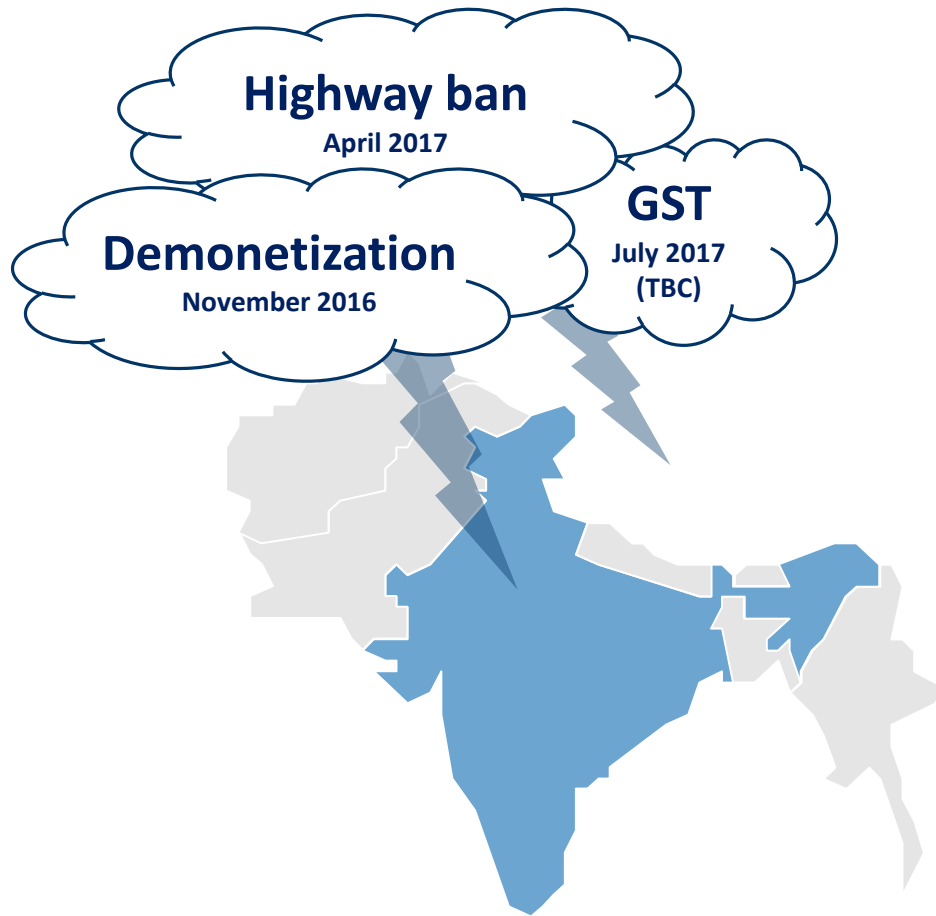 Highway ban
April 2017
GST
July 2017
(TBC)
Demonetization
November 2016